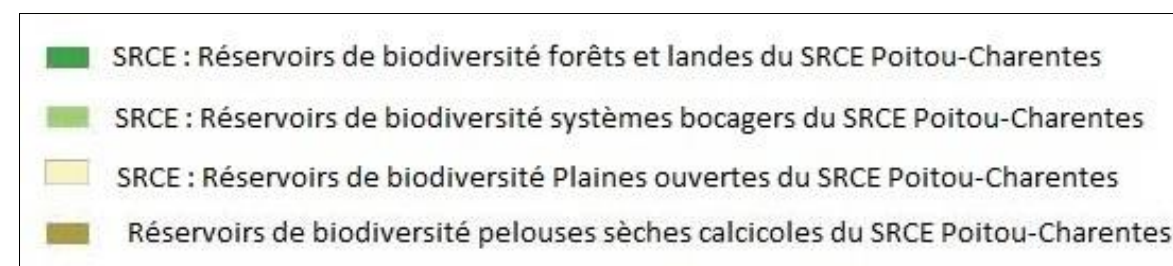 SRCE : Réservoirs de biodiversité forêts et landes du SRCE Poitou-Charentes
SRCE : Réservoirs de biodiversité systèmes bocagers du SRCE Poitou-Charentes
SRCE : Réservoirs de biodiversité Plaines ouvertes du SRCE Poitou-Charentes
Réservoirs de biodiversité pelouses sèches calcicoles du SRCE Poitou-Charentes